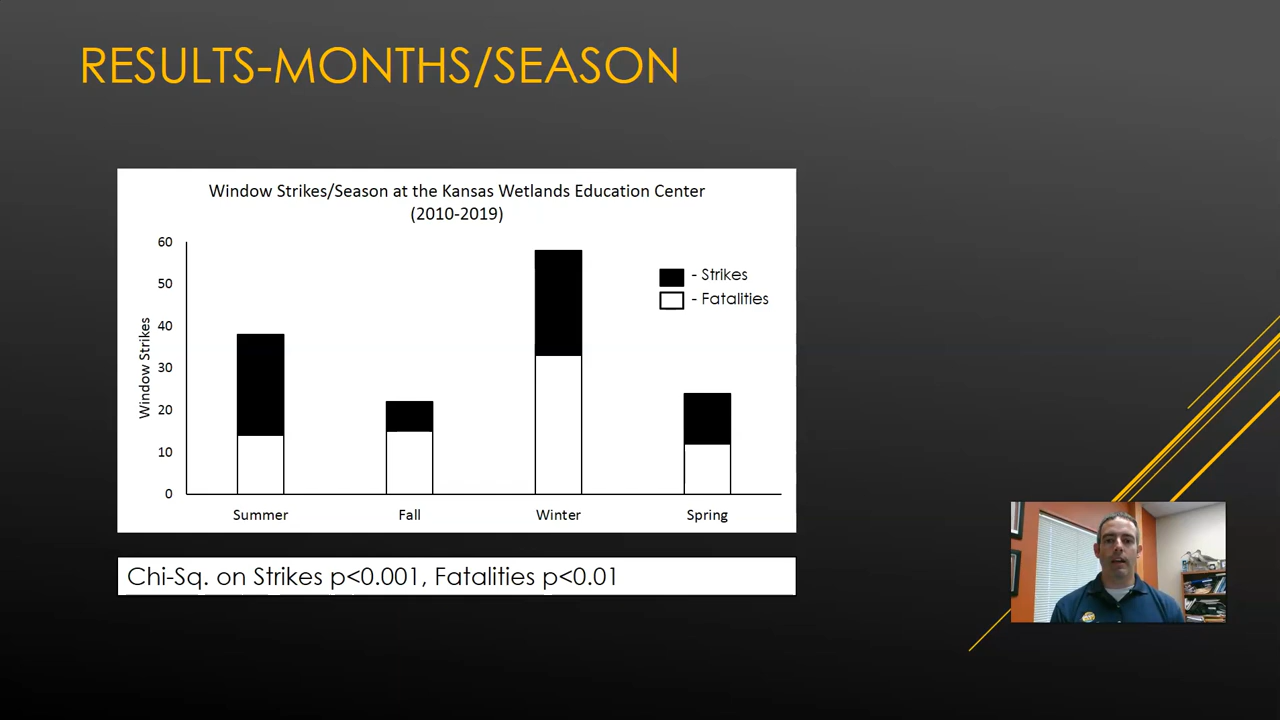 RESULTS-MONTHS/SEASON
Window Strikes/Season at the Kansas Wetlands Education Center
(2010-2019)
Window Strikes
60
50
40
30
20
10
0
- Strikes
- Fatalities
Summer Fall Winter Spring
Chi-Sq. on Strikes p<0.001, Fatalities p<0.01